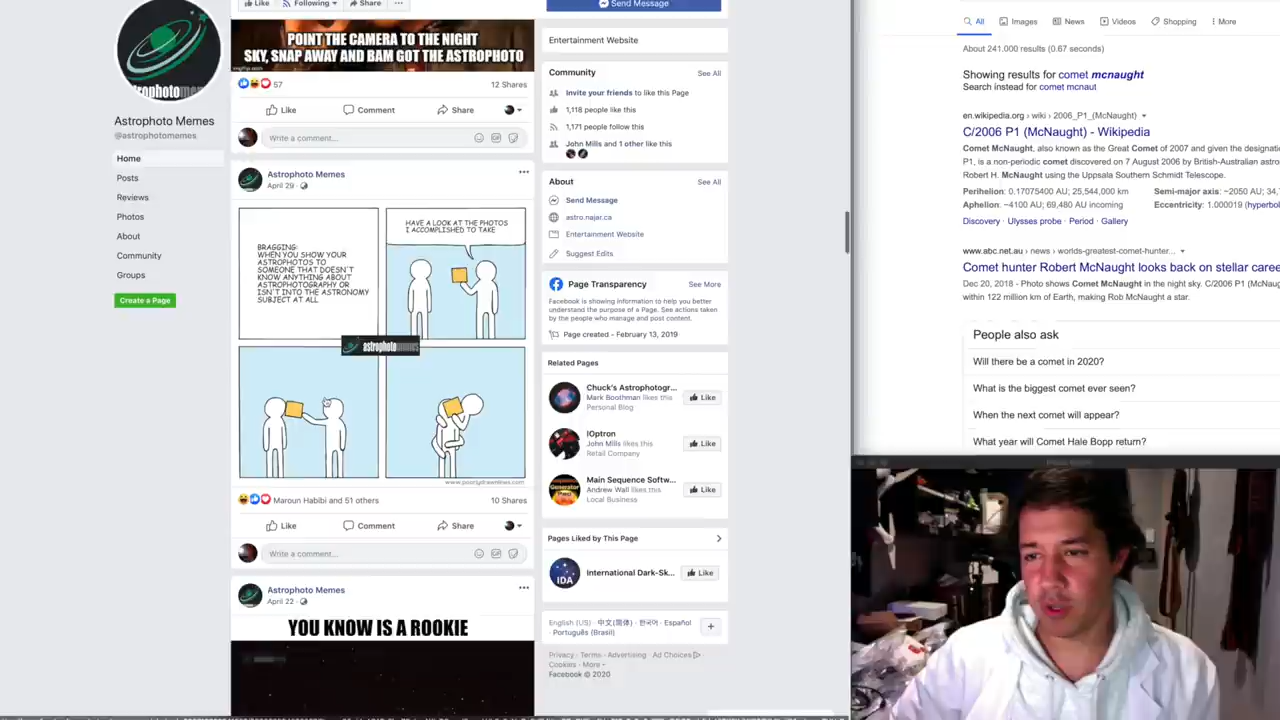 Like
Following
Share
Send Message
POINT THE CAMERA TO THE NIGHT
SKY, SNAP AWAY AND BAM GOT THE ASTROPHOTO
imgflip.com
57
12 Shares
Like
Comment
Share
Write a comment...
Astrophoto Memes
@astrophotomemes
Home
Posts
Reviews
Photos
About
Community
Groups
Create a Page
Astrophoto Memes
April 29
BRAGGING:
WHEN YOU SHOW YOUR
ASTROPHOTOS TO
SOMEONE THAT DOESN'T
KNOW ANYTHING ABOUT
ASTROPHOTOGRAPHY OR
ISN'T INTO THE ASTRONOMY
SUBJECT AT ALL
HAVE A LOOK AT THE PHOTOS
I ACCOMPLISHED TO TAKE
astrophotomemes
www.poorlydrawnlines.com
Maroun Habibi and 51 others
10 Shares
Like
Comment
Share
Write a comment...
Astrophoto Memes
April 22
YOU KNOW IS A ROOKIE
Entertainment Website
Community
See All
Invite your friends to like this Page
1,118 people like this
1,171 people follow this
John Mills and 1 other like this
About
See All
Send Message
astro.najar.ca
Entertainment Website
Suggest Edits
Page Transparency
See More
Facebook is showing information to help you better
understand the purpose of a Page. See actions taken
by the people who manage and post content.
Page created - February 13, 2019
Related Pages
Chuck's Astrophotogr...
Mark Boothman likes this
Personal Blog
Like
iOptron
John Mills likes this
Retail Company
Like
Main Sequence Softw...
Andrew Wall likes this
Local Business
Like
Pages Liked by This Page
IDA
International Dark-Sk...
Like
English (US) · 中文(简体) · 한국어 · Español
· Português (Brasil)
Privacy · Terms · Advertising · Ad Choices
Cookies · More
Facebook © 2020
All
Images
News
Videos
Shopping
More
About 241,000 results (0.67 seconds)
Showing results for comet mcnaught
Search instead for comet mcnaut
en.wikipedia.org › wiki › 2006_P1_(McNaught)
C/2006 P1 (McNaught) - Wikipedia
Comet McNaught, also known as the Great Comet of 2007 and given the designation
P1, is a non-periodic comet discovered on 7 August 2006 by British-Australian astro
Robert H. McNaught using the Uppsala Southern Schmidt Telescope.
Perihelion: 0.17075400 AU; 25,544,000 km
Semi-major axis: ~2050 AU; 34,
Aphelion: ~4100 AU; 69,480 AU incoming
Eccentricity: 1.000019 (hyperbol
Discovery · Ulysses probe · Period · Gallery
www.abc.net.au › news › worlds-greatest-comet-hunter...
Comet hunter Robert McNaught looks back on stellar caree
Dec 20, 2018 - Photo shows Comet McNaught in the night sky. C/2006 P1 (McNaught)
within 122 million km of Earth, making Rob McNaught a star.
People also ask
Will there be a comet in 2020?
What is the biggest comet ever seen?
When the next comet will appear?
What year will Comet Hale Bopp return?